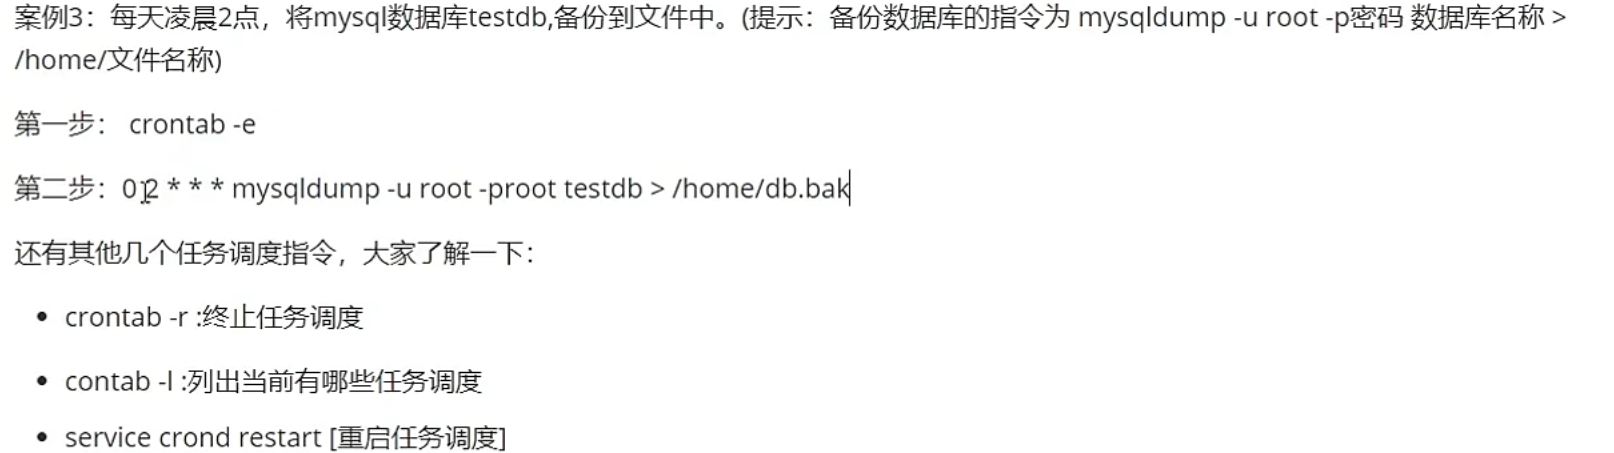 案例3：每天凌晨2点，将mysql数据库testdb,备份到文件中。(提示：备份数据库的指令为 mysqldump -u root -p密码 数据库名称 >
/home/文件名称)
第一步： crontab -e
第二步：0 2 * * * mysqldump -u root -proot testdb > /home/db.bak
还有其他几个任务调度指令，大家了解一下：
• crontab -r :终止任务调度
• contab -l :列出当前有哪些任务调度
• service crond restart [重启任务调度]